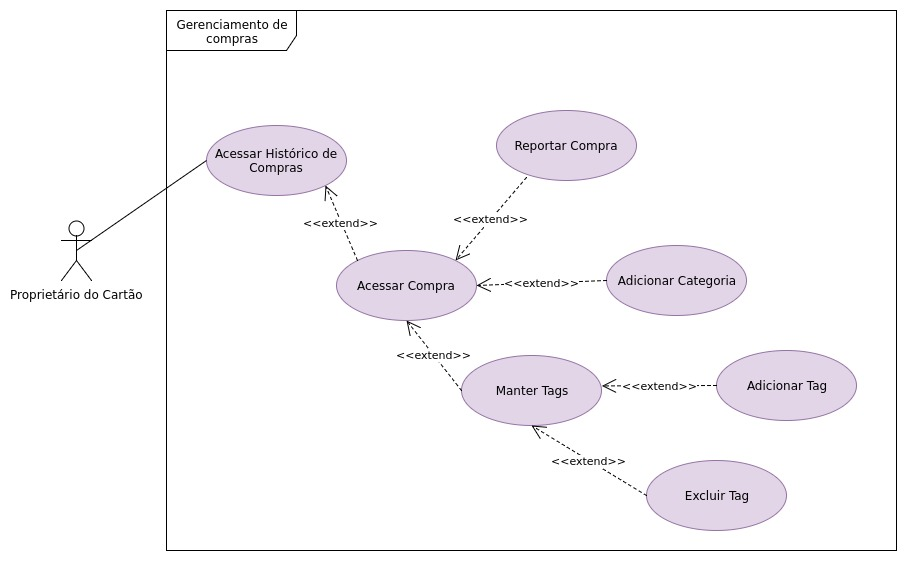 Gerenciamento de
compras
Reportar Compra
Acessar Histórico de
Compras
<<extend>>
<<extend>>
Acessar Compra
<<extend>>
Adicionar Categoria
Proprietário do Cartão
<<extend>>
Manter Tags
<<extend>>
Adicionar Tag
<<extend>>
Excluir Tag